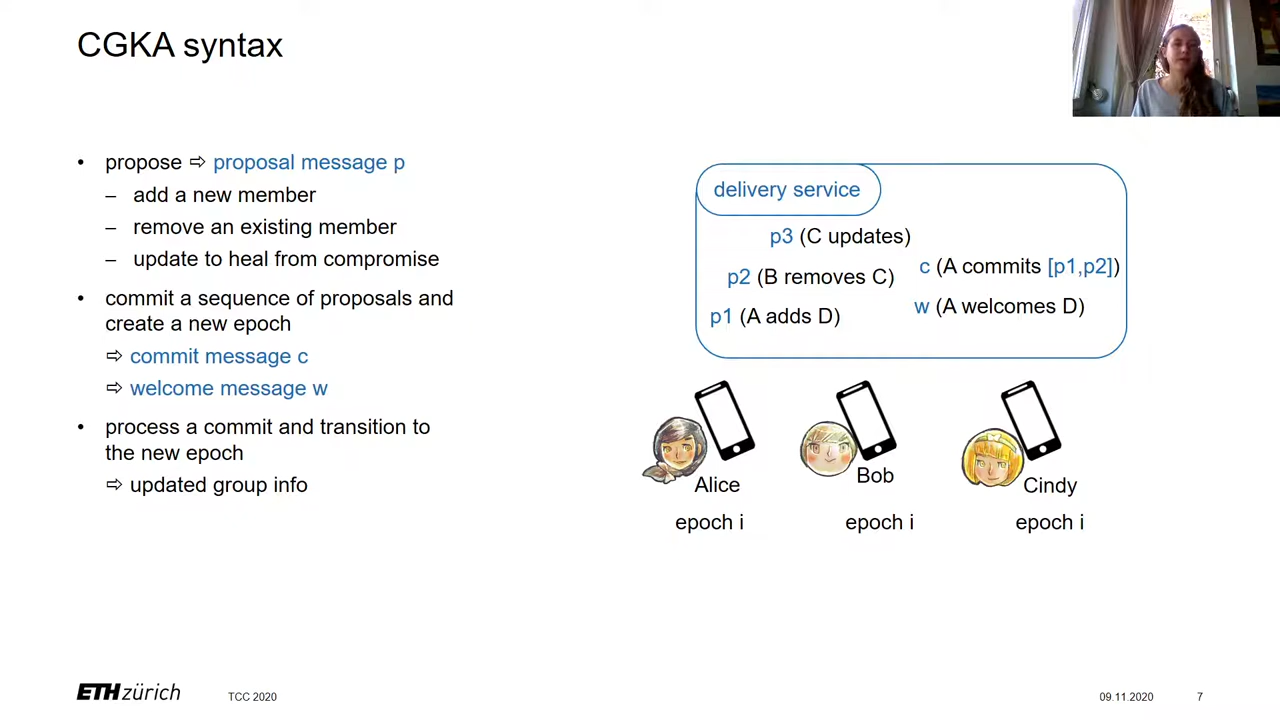 CGKA syntax
• propose ⇨ proposal message p
– add a new member
– remove an existing member
– update to heal from compromise
• commit a sequence of proposals and
create a new epoch
⇨ commit message c
⇨ welcome message w
• process a commit and transition to
the new epoch
⇨ updated group info
delivery service
p3 (C updates)
p2 (B removes C)
c (A commits [p1,p2])
p1 (A adds D)
w (A welcomes D)
Alice
Bob
Cindy
epoch i
epoch i
epoch i
ETH zürich
TCC 2020
09.11.2020
7